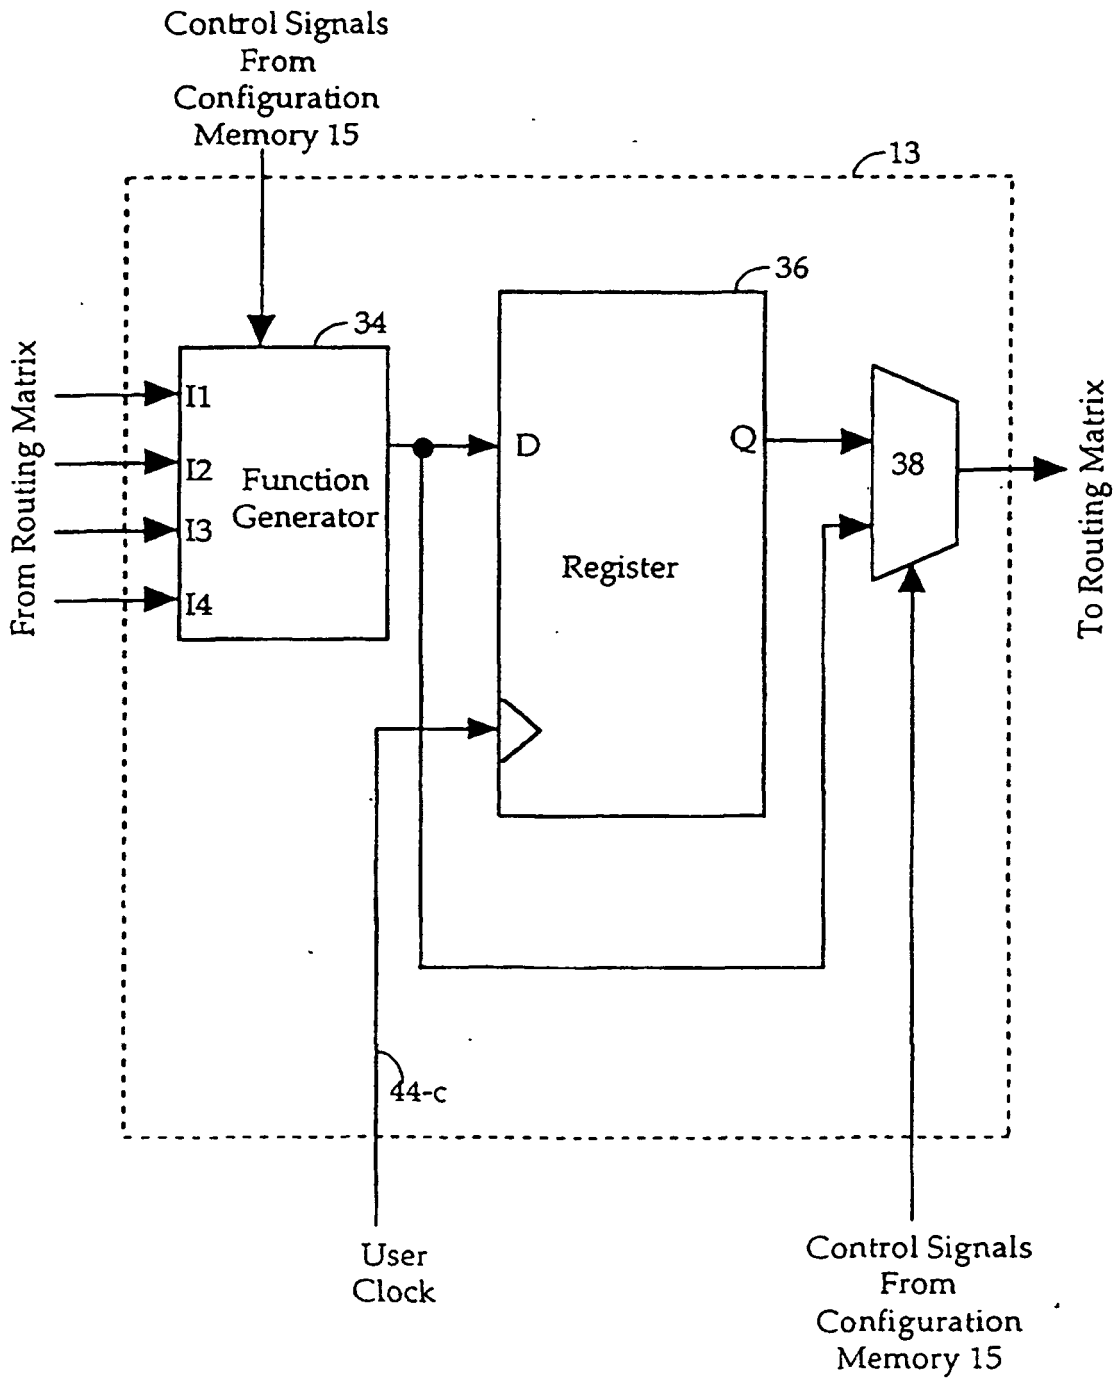 Control Signals
From
Configuration
Memory 15
13
36
34
From Routing Matrix
I1
I2
I3
I4
Function
Generator
D
Q
Register
38
To Routing Matrix
44-c
User
Clock
Control Signals
From
Configuration
Memory 15